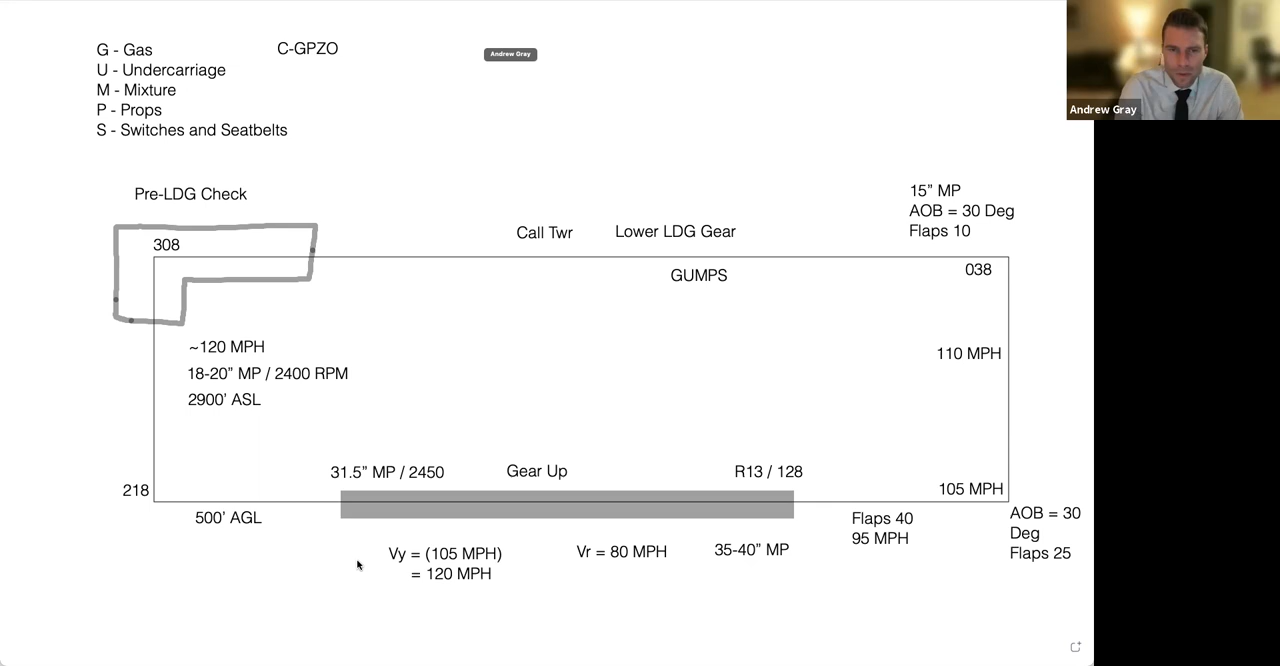 G - Gas
C-GPZO
Andrew Gray
U - Undercarriage
M - Mixture
P - Props
S - Switches and Seatbelts
Andrew Gray
Pre-LDG Check
15” MP
AOB = 30 Deg
Flaps 10
Call Twr
Lower LDG Gear
308
GUMPS
038
~120 MPH
18-20” MP / 2400 RPM
2900’ ASL
110 MPH
31.5” MP / 2450
Gear Up
R13 / 128
218
105 MPH
500’ AGL
Flaps 40
95 MPH
AOB = 30
Deg
Flaps 25
Vy = (105 MPH)
= 120 MPH
Vr = 80 MPH
35-40” MP